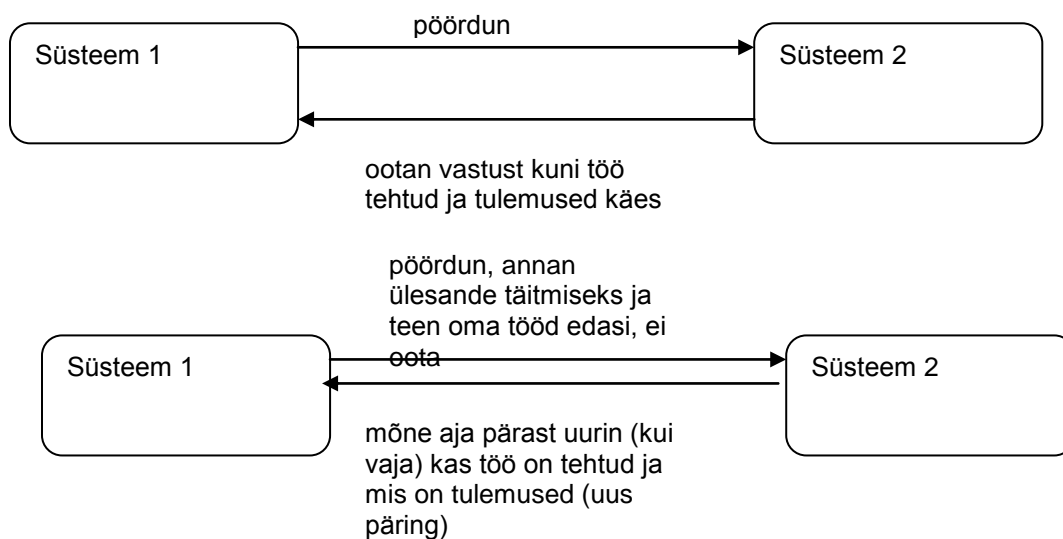 pöördun
Süsteem 1
Süsteem 2
ootan vastust kuni töö
tehtud ja tulemused käes
pöördun, annan
ülesande täitmiseks ja
teen oma tööd edasi, ei
oota
Süsteem 1
Süsteem 2
mõne aja pärast uurin (kui
vaja) kas töö on tehtud ja
mis on tulemused (uus
päring)